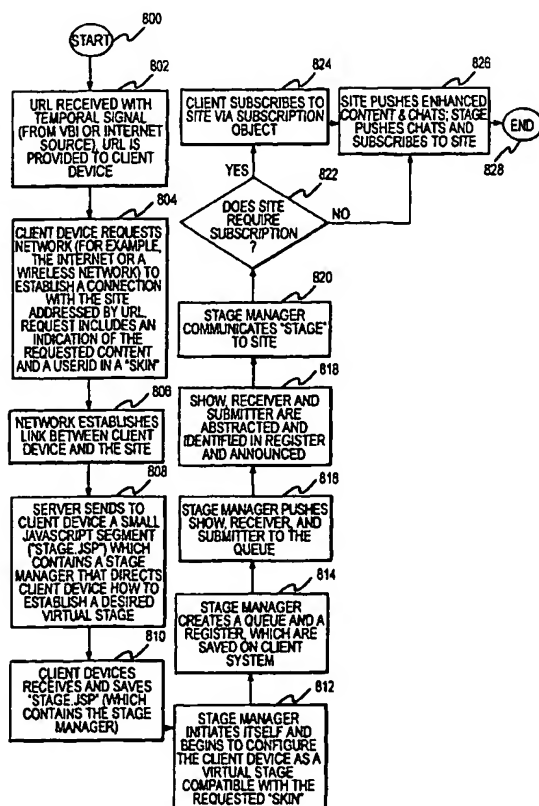 800
START
802
URL RECEIVED WITH
TEMPORAL SIGNAL
(FROM VBI OR INTERNET
SOURCE), URL IS
PROVIDED TO CLIENT
DEVICE
804
CLIENT DEVICE REQUESTS
NETWORK (FOR EXAMPLE,
THE INTERNET OR A
WIRELESS NETWORK) TO
ESTABLISH A CONNECTION
WITH THE SITE
ADDRESSED BY URL,
REQUEST INCLUDES AN
INDICATION OF THE
REQUESTED CONTENT
AND A USERID IN A "SKIN"
806
NETWORK ESTABLISHES
LINK BETWEEN CLIENT
DEVICE AND THE SITE
808
SERVER SENDS TO
CLIENT DEVICE A SMALL
JAVASCRIPT SEGMENT
("STAGE.JSP") WHICH
CONTAINS A STAGE
MANAGER THAT DIRECTS
CLIENT DEVICE HOW TO
ESTABLISH A DESIRED
VIRTUAL STAGE
810
CLIENT DEVICES
RECEIVES AND SAVES
"STAGE.JSP" (WHICH
CONTAINS THE STAGE
MANAGER)
812
STAGE MANAGER
INITIATES ITSELF AND
BEGINS TO CONFIGURE
THE CLIENT DEVICE AS A
VIRTUAL STAGE
COMPATIBLE WITH THE
REQUESTED "SKIN"
814
STAGE MANAGER
CREATES A QUEUE AND A
REGISTER, WHICH ARE
SAVED ON CLIENT
SYSTEM
818
STAGE MANAGER PUSHES
SHOW, RECEIVER, AND
SUBMITTER TO THE
QUEUE
818
SHOW, RECEIVER AND
SUBMITTER ARE
ABSTRACTED AND
IDENTIFIED IN REGISTER
AND ANNOUNCED
820
STAGE MANAGER
COMMUNICATES "STAGE"
TO SITE
822
DOES SITE
REQUIRE
SUBSCRIPTION
?
YES
NO
824
CLIENT SUBSCRIBES TO
SITE VIA SUBSCRIPTION
OBJECT
826
SITE PUSHES ENHANCED
CONTENT & CHATS; STAGE
PUSHES CHATS AND
SUBSCRIBES TO SITE
END
828